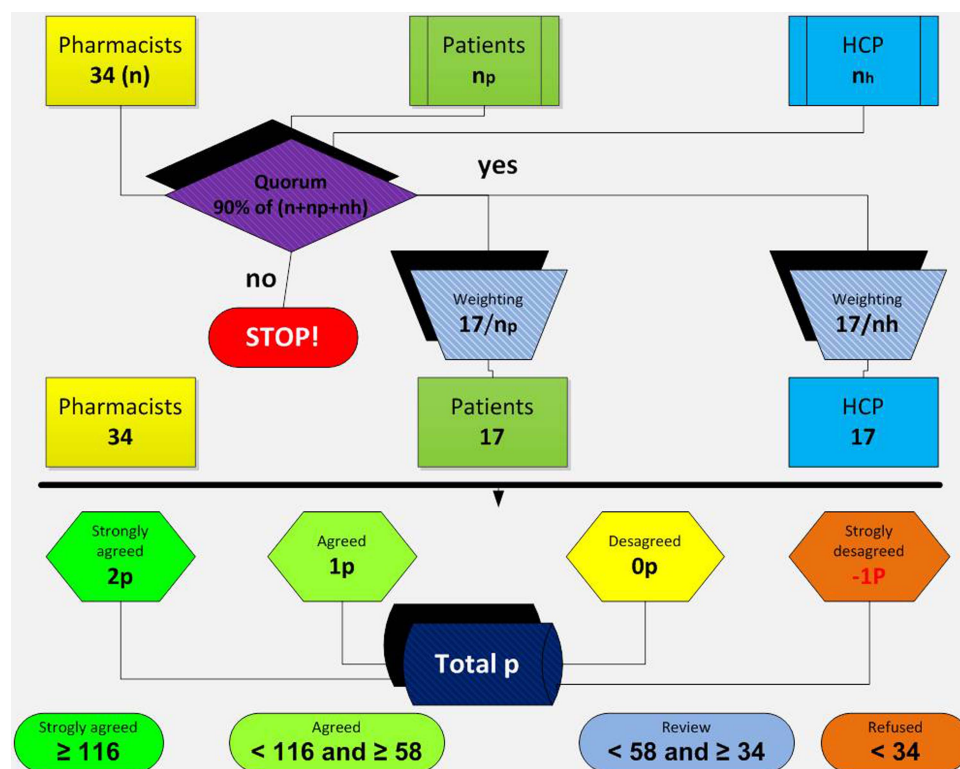 Pharmacists
34 (n)
Patients
np
HCP
nh
Quorum
90% of (n+np+nh)
yes
no
STOP!
Weighting
17/np
Weighting
17/nh
Pharmacists
34
Patients
17
HCP
17
Strongly
agreed
2p
Agreed
1p
Desagreed
0p
Strogly
desagreed
-1P
Total p
Strogly agreed
≥ 116
Agreed
< 116 and ≥ 58
Review
< 58 and ≥ 34
Refused
< 34